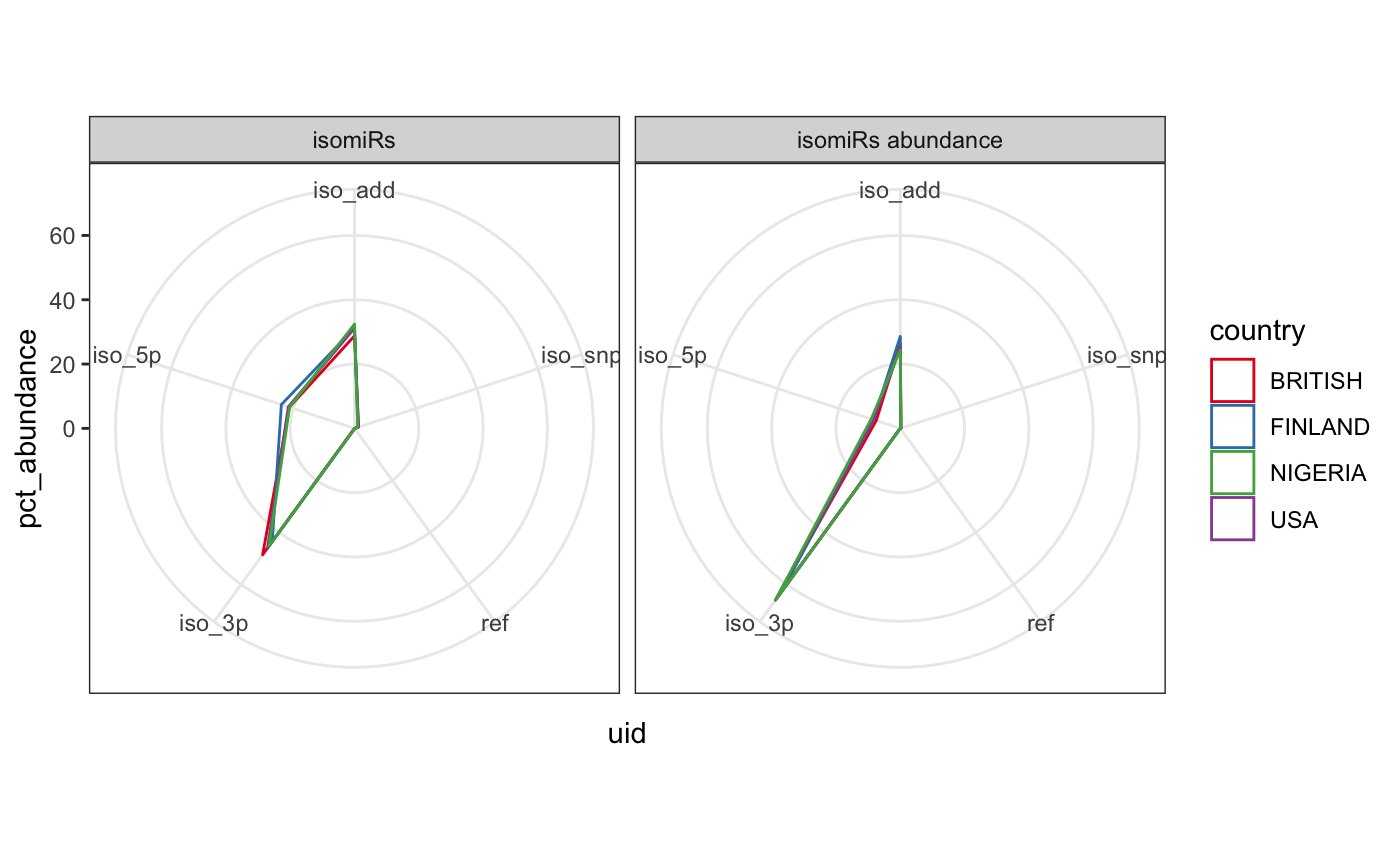 isomiRs
isomiRs abundance
iso_add
iso_add
60
40
20
0
iso_5p
iso_snp
iso_5p
iso_snp
iso_3p
ref
iso_3p
ref
pct_abundance
uid
country
BRITISH
FINLAND
NIGERIA
USA